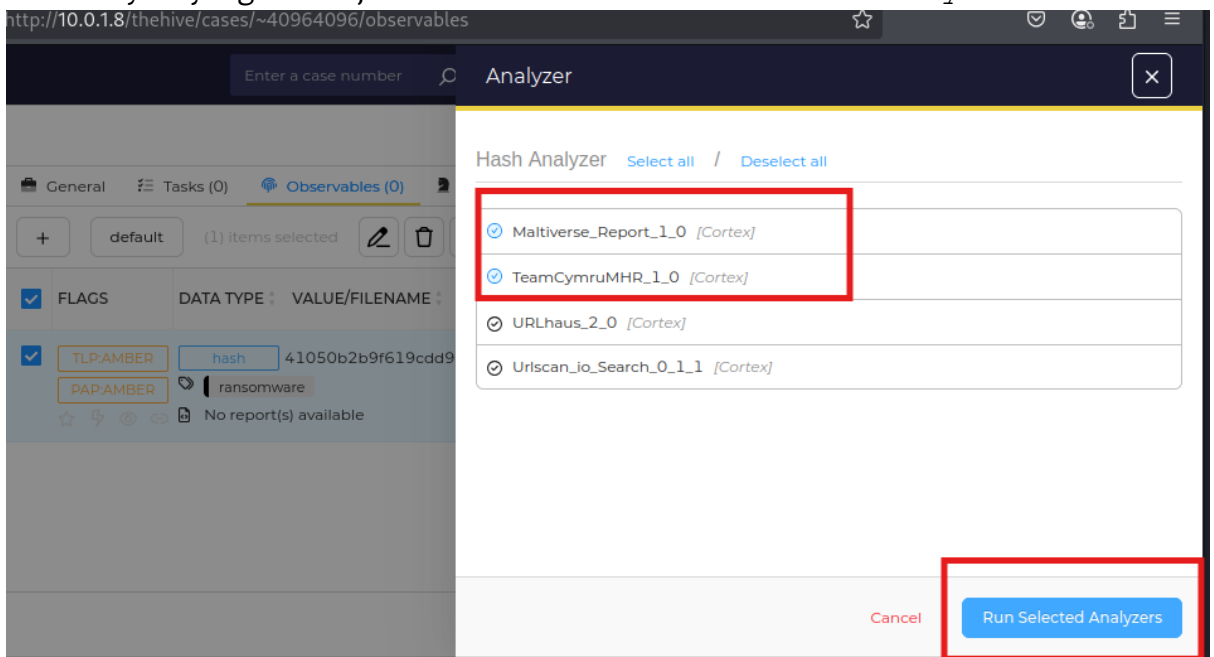 http://10.0.1.8/thehive/cases/~40964096/observables
Enter a case number
Analyzer
Hash Analyzer Select all / Deselect all
General Tasks (0) Observables (0)
+ default (1) items selected
FLAGS DATA TYPE VALUE/FILENAME
TLP:AMBER hash 41050b2b9f619cdd9
PAP:AMBER ransomware
No report(s) available
Maltiverse_Report_1_0 [Cortex]
TeamCymruMHR_1_0 [Cortex]
URLhaus_2_0 [Cortex]
Urlscan_io_Search_0_1_1 [Cortex]
Cancel Run Selected Analyzers